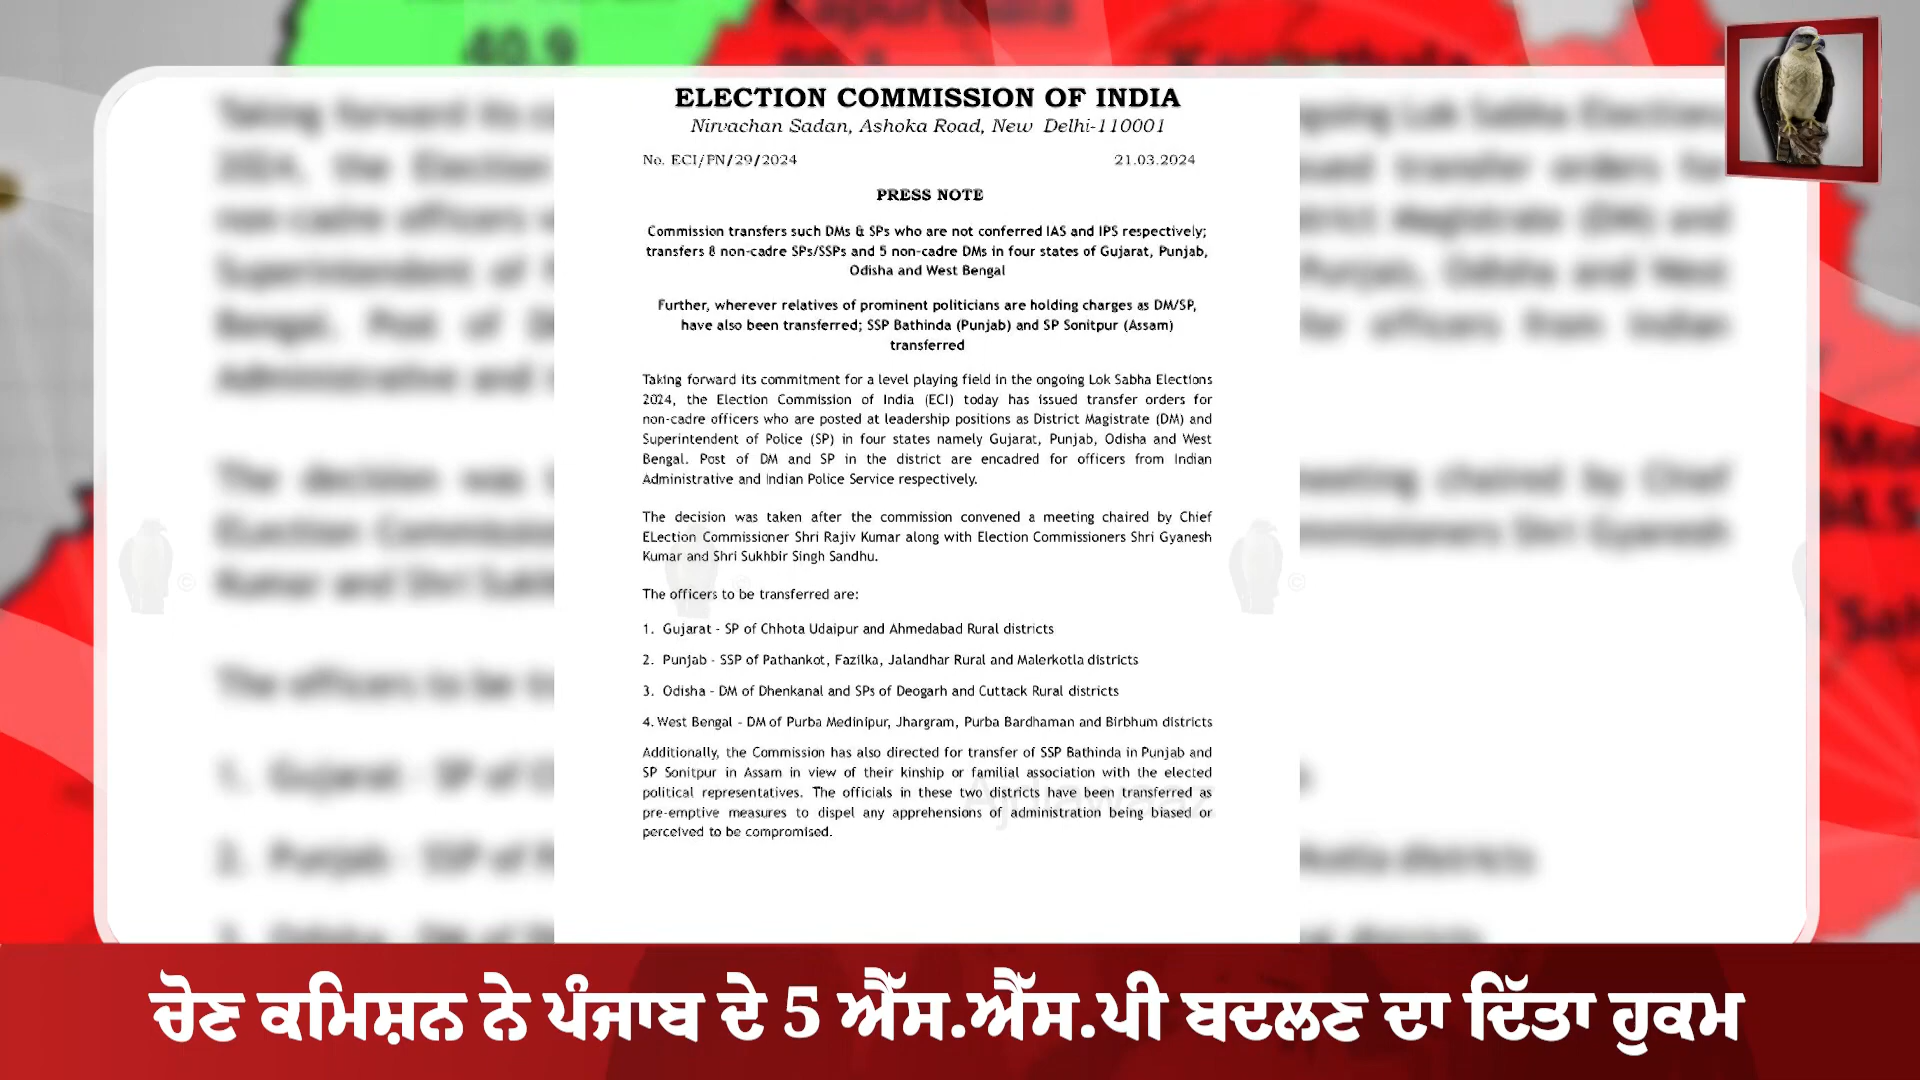 40.9
ELECTION COMMISSION OF INDIA
Nirvachan Sadan, Ashoka Road, New Delhi-110001
No. ECI/PN/29/2024 21.03.2024
PRESS NOTE
Commission transfers such DMs & SPs who are not conferred IAS and IPS respectively;
transfers 8 non-cadre SPs/SSPs and 5 non-cadre DMs in four states of Gujarat, Punjab,
Odisha and West Bengal
Further, wherever relatives of prominent politicians are holding charges as DM/SP,
have also been transferred; SSP Bathinda (Punjab) and SP Sonitpur (Assam)
transferred
Taking forward its commitment for a level playing field in the ongoing Lok Sabha Elections
2024, the Election Commission of India (ECI) today has issued transfer orders for
non-cadre officers who are posted at leadership positions as District Magistrate (DM) and
Superintendent of Police (SP) in four states namely Gujarat, Punjab, Odisha and West
Bengal. Post of DM and SP in the district are encadred for officers from Indian
Administrative and Indian Police Service respectively.
The decision was taken after the commission convened a meeting chaired by Chief
ELection Commissioner Shri Rajiv Kumar along with Election Commissioners Shri Gyanesh
Kumar and Shri Sukhbir Singh Sandhu.
The officers to be transferred are:
1. Gujarat - SP of Chhota Udaipur and Ahmedabad Rural districts
2. Punjab - SSP of Pathankot, Fazilka, Jalandhar Rural and Malerkotla districts
3. Odisha - DM of Dhenkanal and SPs of Deogarh and Cuttack Rural districts
4. West Bengal - DM of Purba Medinipur, Jhargram, Purba Bardhaman and Birbhum districts
Additionally, the Commission has also directed for transfer of SSP Bathinda in Punjab and
SP Sonitpur in Assam in view of their kinship or familial association with the elected
political representatives. The officials in these two districts have been transferred as
pre-emptive measures to dispel any apprehensions of administration being biased or
perceived to be compromised.
ਚੋਣ ਕਮਿਸ਼ਨ ਨੇ ਪੰਜਾਬ ਦੇ 5 ਐੱਸ.ਐੱਸ.ਪੀ ਬਦਲਣ ਦਾ ਦਿੱਤਾ ਹੁਕਮ